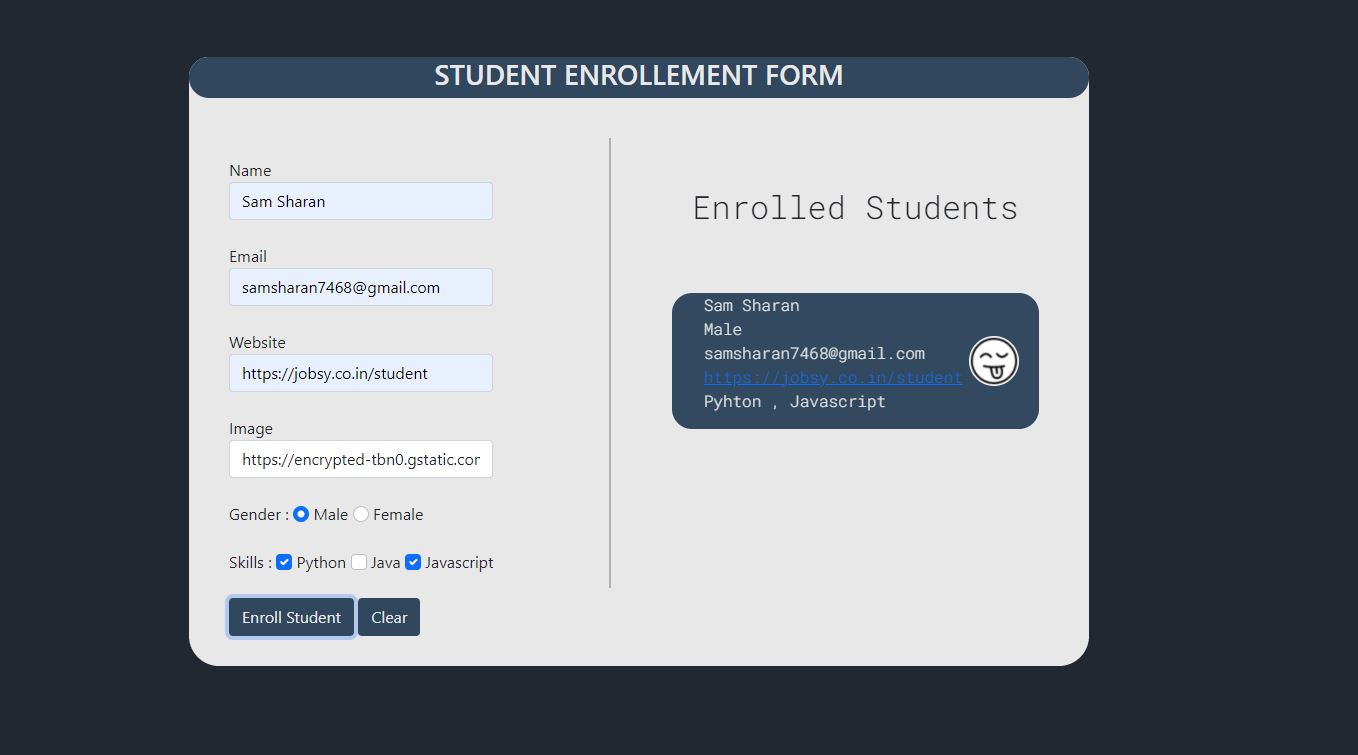 STUDENT ENROLLEMENT FORM
Name
Sam Sharan
Email
samsharan7468@gmail.com
Website
https://jobsy.co.in/student
Image
https://encrypted-tbn0.gstatic.cor
Gender : Male Female
Skills : Python Java Javascript
Enroll Student Clear
Enrolled Students
Sam Sharan
Male
samsharan7468@gmail.com
https://jobsy.co.in/student
Pyhton , Javascript